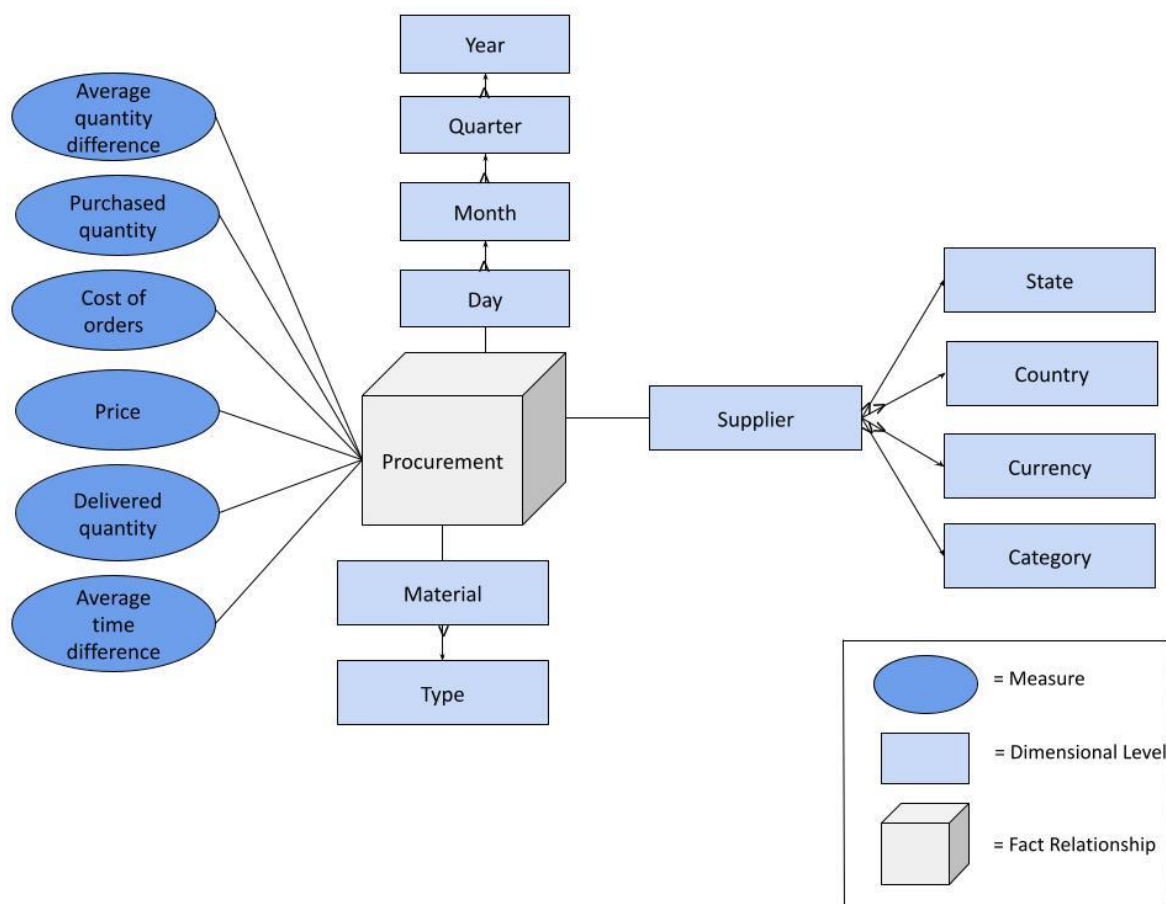 Year
Quarter
Month
Day
Average
quantity
difference
Purchased
quantity
Cost of
orders
Price
Delivered
quantity
Average
time
difference
Procurement
Supplier
State
Country
Currency
Category
Material
Type
= Measure
= Dimensional Level
= Fact Relationship